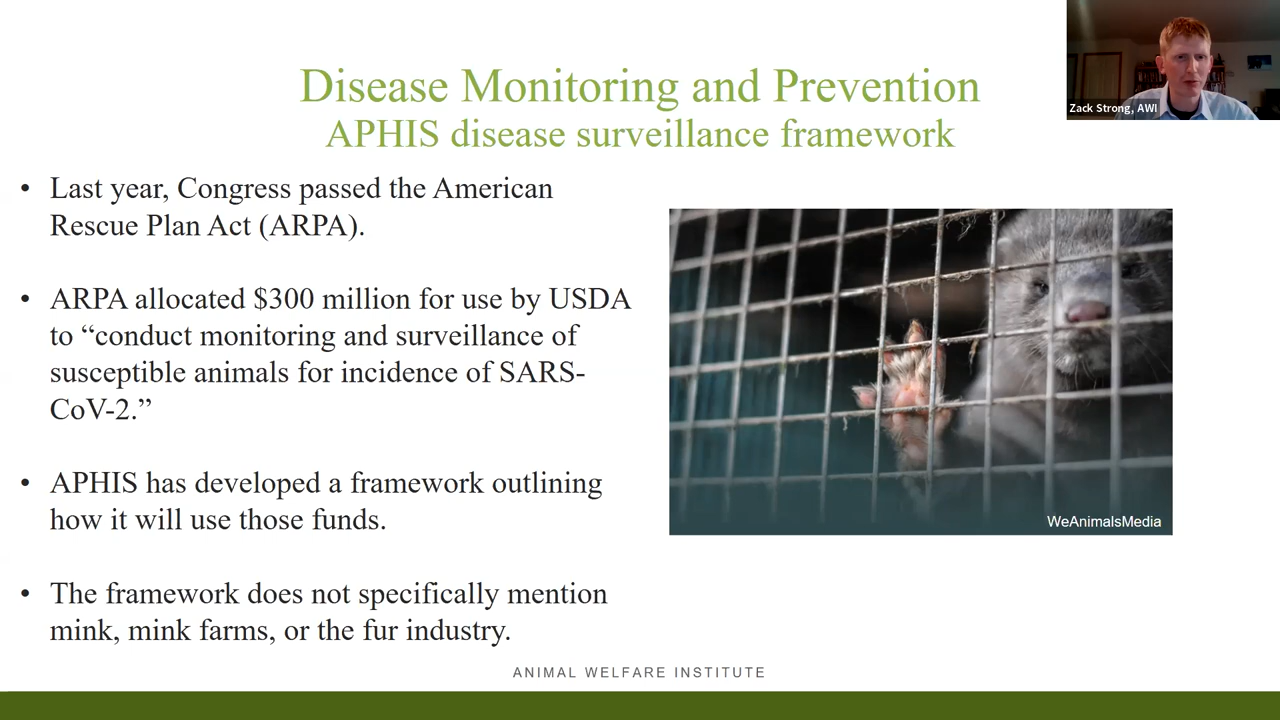 Disease Monitoring and Prevention
APHIS disease surveillance framework
Zack Strong, AWI
• Last year, Congress passed the American
Rescue Plan Act (ARPA).
• ARPA allocated $300 million for use by USDA
to “conduct monitoring and surveillance of
susceptible animals for incidence of SARS-
CoV-2.”
• APHIS has developed a framework outlining
how it will use those funds.
• The framework does not specifically mention
mink, mink farms, or the fur industry.
WeAnimalsMedia
ANIMAL WELFARE INSTITUTE